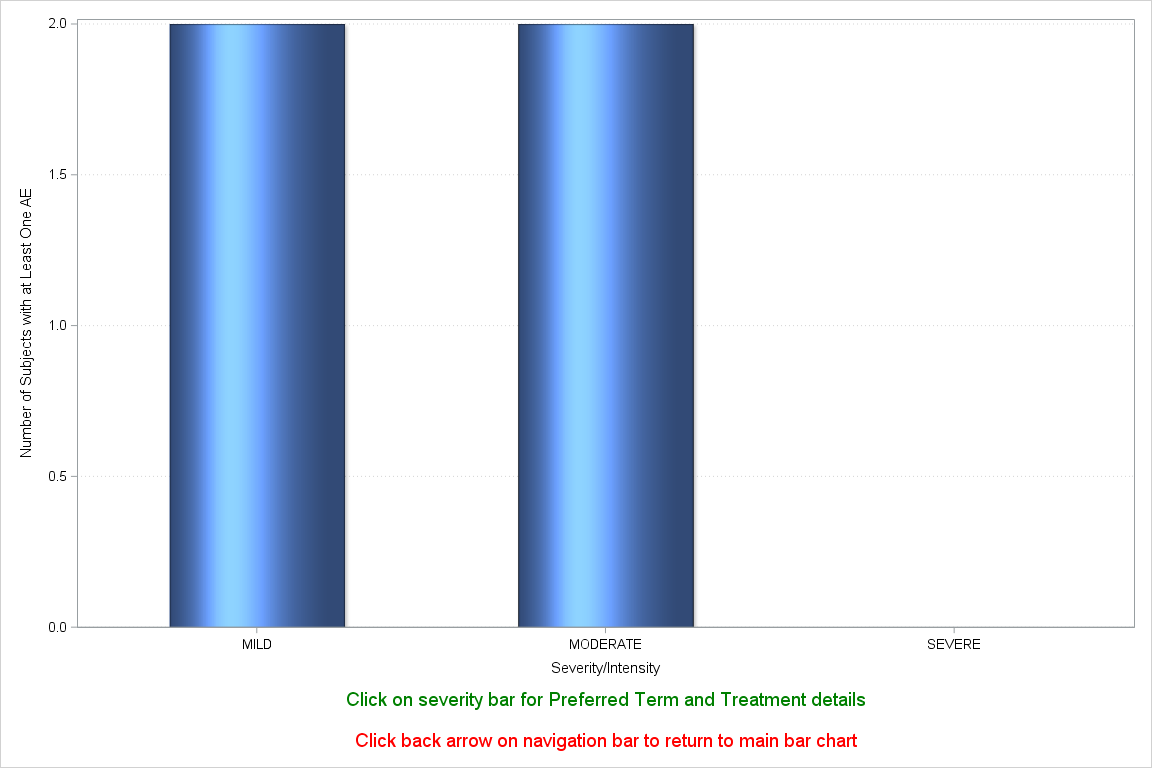 2.0
1.5
1.0
0.5
0.0
Number of Subjects with at Least One AE
MILD
MODERATE
SEVERE
Severity/Intensity
Click on severity bar for Preferred Term and Treatment details
Click back arrow on navigation bar to return to main bar chart